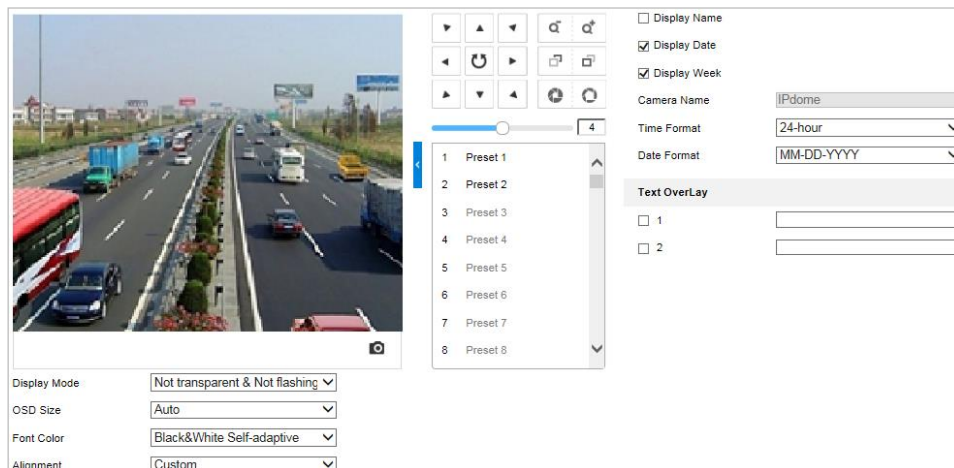 Display Name
Display Date
Display Week
Camera Name IPdome
Time Format 24-hour
Date Format MM-DD-YYYY
Text OverLay
1
2
4
1 Preset 1
2 Preset 2
3 Preset 3
4 Preset 4
5 Preset 5
6 Preset 6
7 Preset 7
8 Preset 8
Display Mode Not transparent & Not flashing
OSD Size Auto
Font Color Black&White Self-adaptive
Alignment Custom